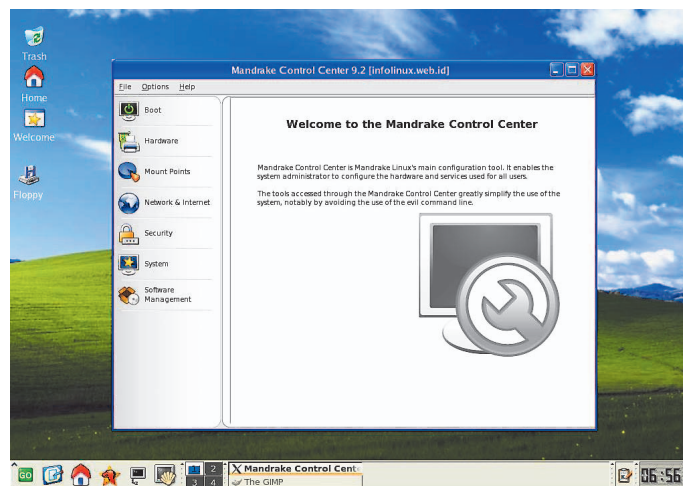 Trash
Home
Welcome
Floppy
Mandrake Control Center 9.2 [infolinux.web.id]
File Options Help
Boot
Hardware
Mount Points
Network & Internet
Security
System
Software
Management
Welcome to the Mandrake Control Center
Mandrake Control Center is Mandrake Linux's main configuration tool. It enables the
system administrator to configure the hardware and services used for all users.
The tools accessed through the Mandrake Control Center greatly simplify the use of the
system, notably by avoiding the use of the evil command line.
GO
2
3 4
X Mandrake Control Cent
The GIMP
06:56